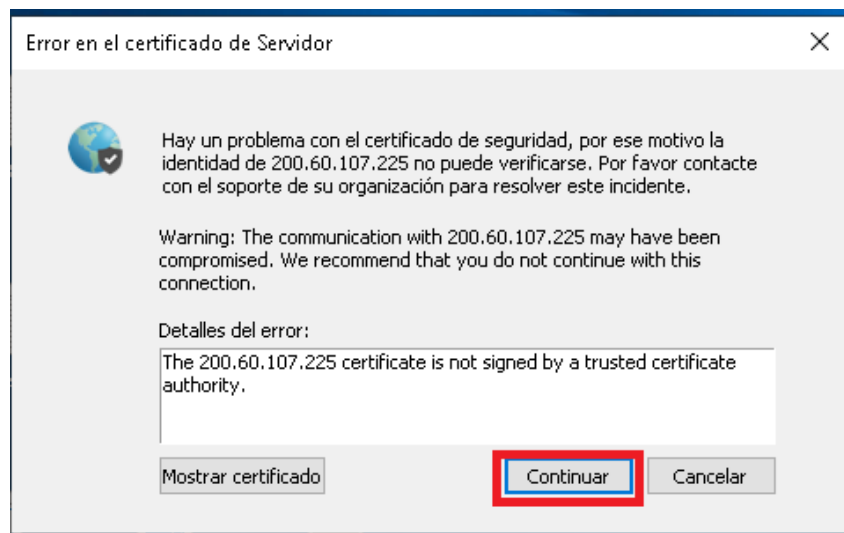 Error en el certificado de Servidor
Hay un problema con el certificado de seguridad, por ese motivo la
identidad de 200.60.107.225 no puede verificarse. Por favor contacte
con el soporte de su organización para resolver este incidente.
Warning: The communication with 200.60.107.225 may have been
compromised. We recommend that you do not continue with this
connection.
Detalles del error:
The 200.60.107.225 certificate is not signed by a trusted certificate
authority.
Mostrar certificado
Continuar
Cancelar